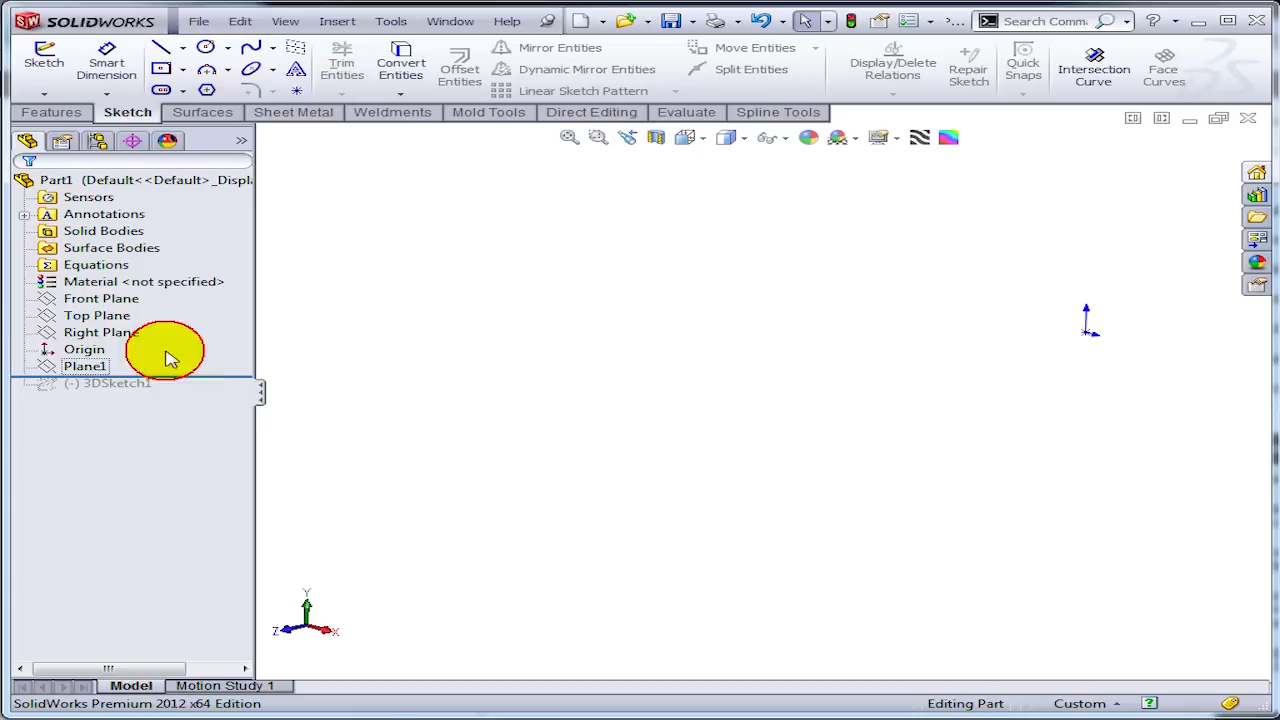 SW SOLIDWORKS File Edit View Insert Tools Window Help ... Search Comma
Sketch Smart Dimension Trim Entities Convert Entities Offset Entities Mirror Entities Dynamic Mirror Entities Linear Sketch Pattern Move Entities Split Entities Display/Delete Relations Repair Sketch Quick Snaps Intersection Curve Face Curves
Features Sketch Surfaces Sheet Metal Weldments Mold Tools Direct Editing Evaluate Spline Tools
Part1 (Default<<Default>_Displa
Sensors
Annotations
Solid Bodies
Surface Bodies
Equations
Material <not specified>
Front Plane
Top Plane
Right Plane
Origin
Plane1
(-) 3DSketch1
Y
Z X
Model Motion Study 1
SolidWorks Premium 2012 x64 Edition Editing Part Custom